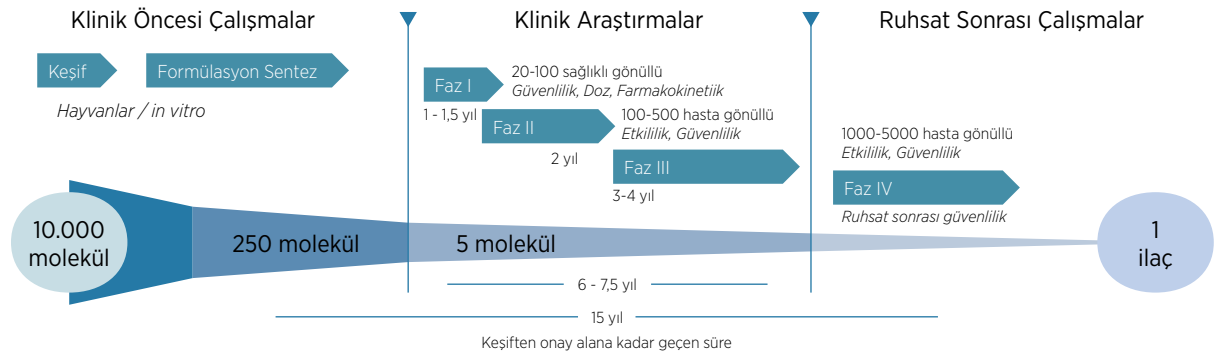 Klinik Öncesi Çalışmalar
Klinik Araştırmalar
Ruhsat Sonrası Çalışmalar
Keşif
Formülasyon Sentez
Hayvanlar / in vitro
Faz I
20-100 sağlıklı gönüllü
Güvenlilik, Doz, Farmakokinetiik
1 - 1,5 yıl
Faz II
100-500 hasta gönüllü
Etkililik, Güvenlilik
2 yıl
Faz III
3-4 yıl
1000-5000 hasta gönüllü
Etkililik, Güvenlilik
Faz IV
Ruhsat sonrası güvenlilik
10.000
molekül
250 molekül
5 molekül
1
ilaç
6 - 7,5 yıl
15 yıl
Keşiften onay alana kadar geçen süre